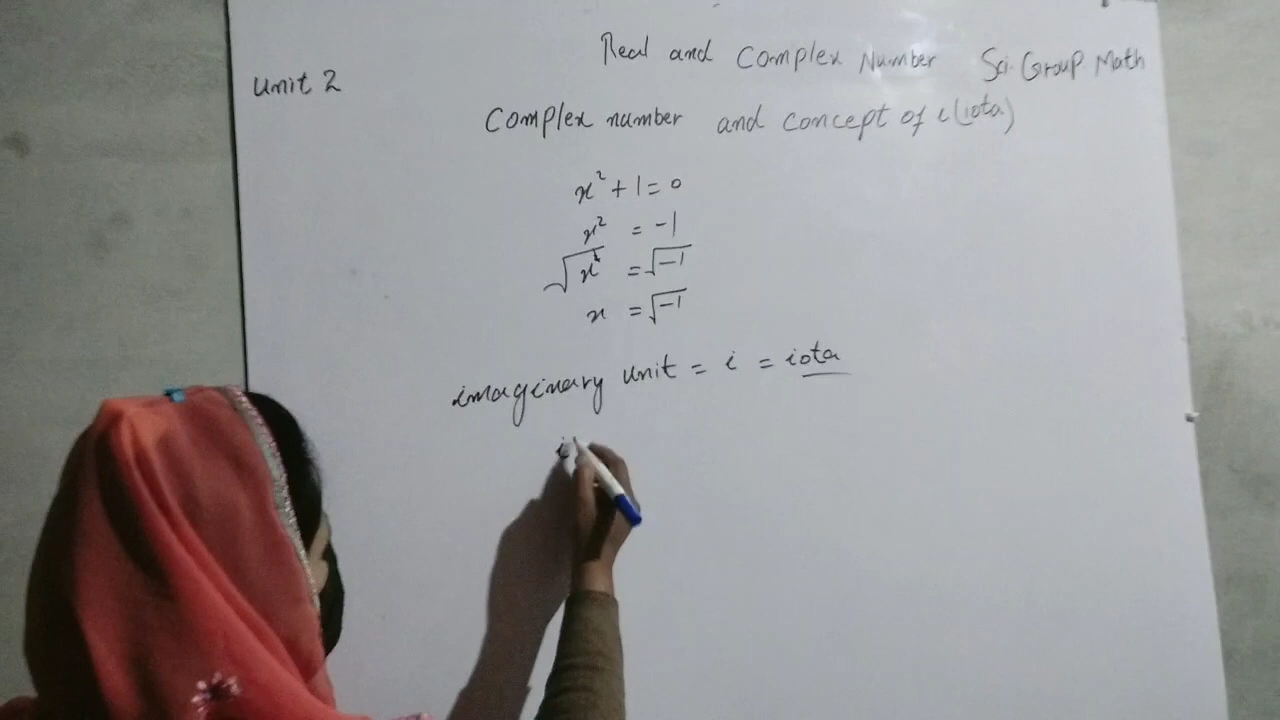 Real and Complex Number Sci. Group Math
Unit 2
Complex number and concept of i (iota)
x² + 1 = 0
x² = -1
√x² = √-1
x = √-1
imaginary unit = i = iota
i